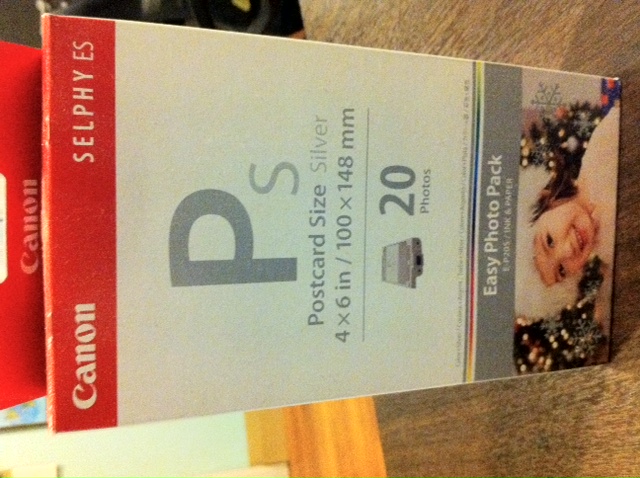 Canon SELPHY ES
Ps
Postcard Size Silver
4 x 6 in / 100 x 148 mm
20
Photos
Easy Photo Pack
E-P20S / INK & PAPER
Canon